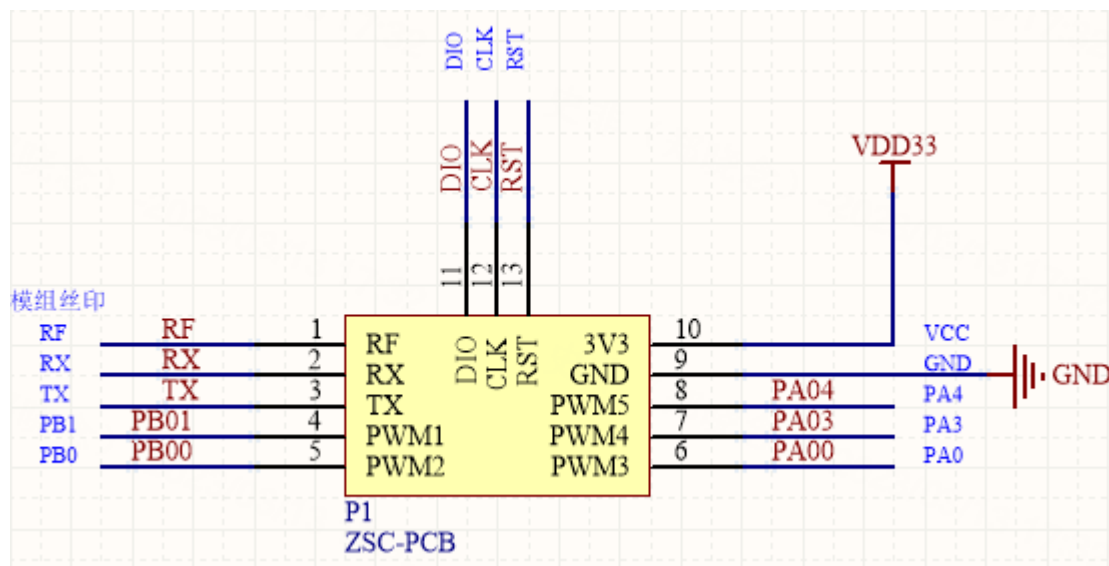 DIO CLK RST
DIO CLK RST
11 12 13
VDD33
模组丝印
RF RF 1 RF DIO CLK RST 3V3 10 VCC
RX RX 2 RX GND 9 GND GND
TX TX 3 TX PWM5 8 PA04 PA4
PB1 PB01 4 PWM1 PWM4 7 PA03 PA3
PB0 PB00 5 PWM2 PWM3 6 PA00 PA0
P1
ZSC-PCB